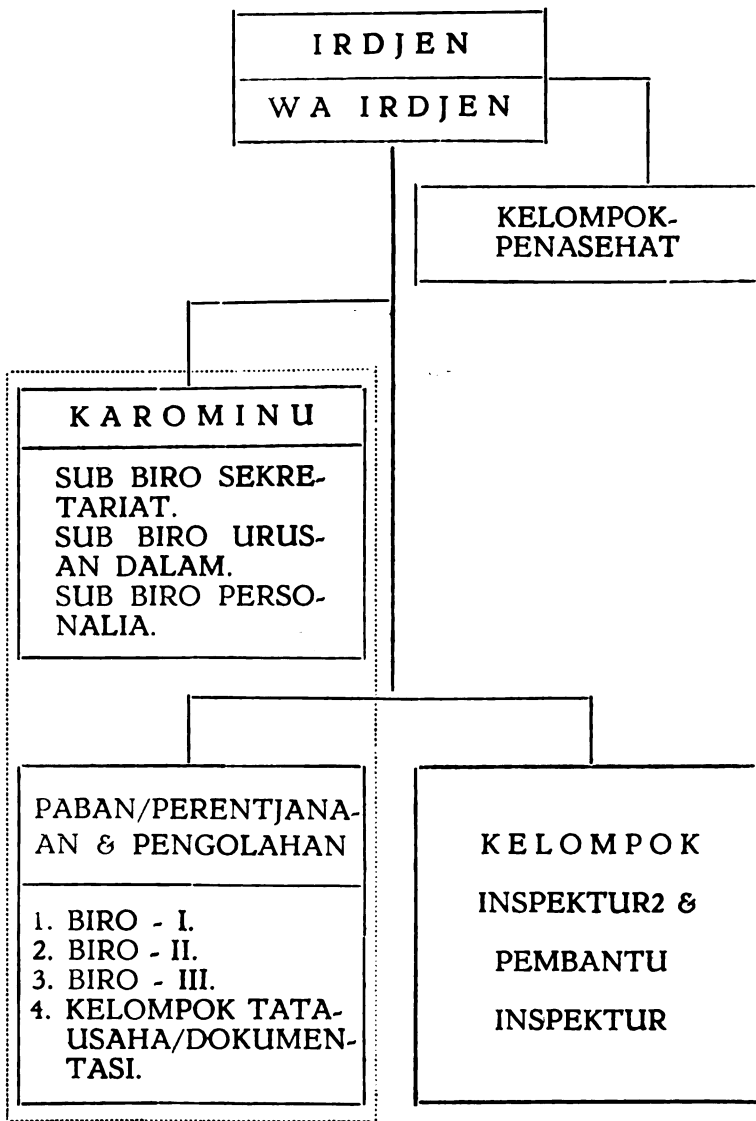 IRDJEN
WA IRDJEN
KELOMPOK-
PENASEHAT
KAROMINU
SUB BIRO SEKRE-
TARIAT.
SUB BIRO URUS-
AN DALAM.
SUB BIRO PERSO-
NALIA.
PABAN/PERENTJANA-
AN & PENGOLAHAN
1. BIRO - I.
2. BIRO - II.
3. BIRO - III.
4. KELOMPOK TATA-
USAHA/DOKUMEN-
TASI.
KELOMPOK
INSPEKTUR2 &
PEMBANTU
INSPEKTUR